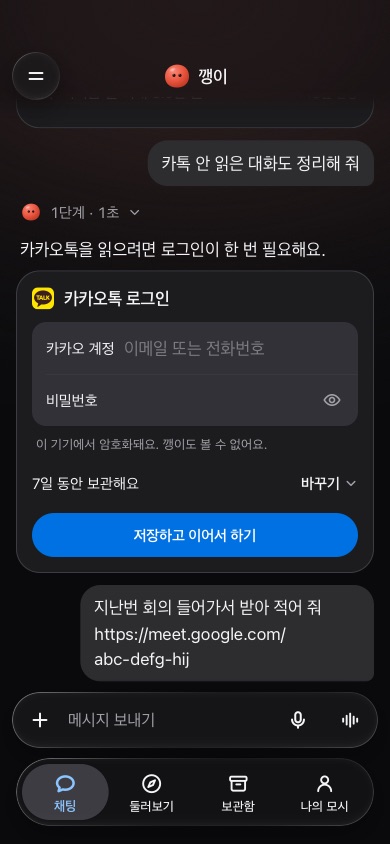 깽이
카톡 안 읽은 대화도 정리해 줘
1단계 · 1초
카카오톡을 읽으려면 로그인이 한 번 필요해요.
TALK
카카오톡 로그인
카카오 계정 이메일 또는 전화번호
비밀번호
이 기기에서 암호화돼요. 깽이도 볼 수 없어요.
7일 동안 보관해요 바꾸기
저장하고 이어서 하기
지난번 회의 들어가서 받아 적어 줘
https://meet.google.com/
abc-defg-hij
메시지 보내기
채팅 둘러보기 보관함 나의 모시